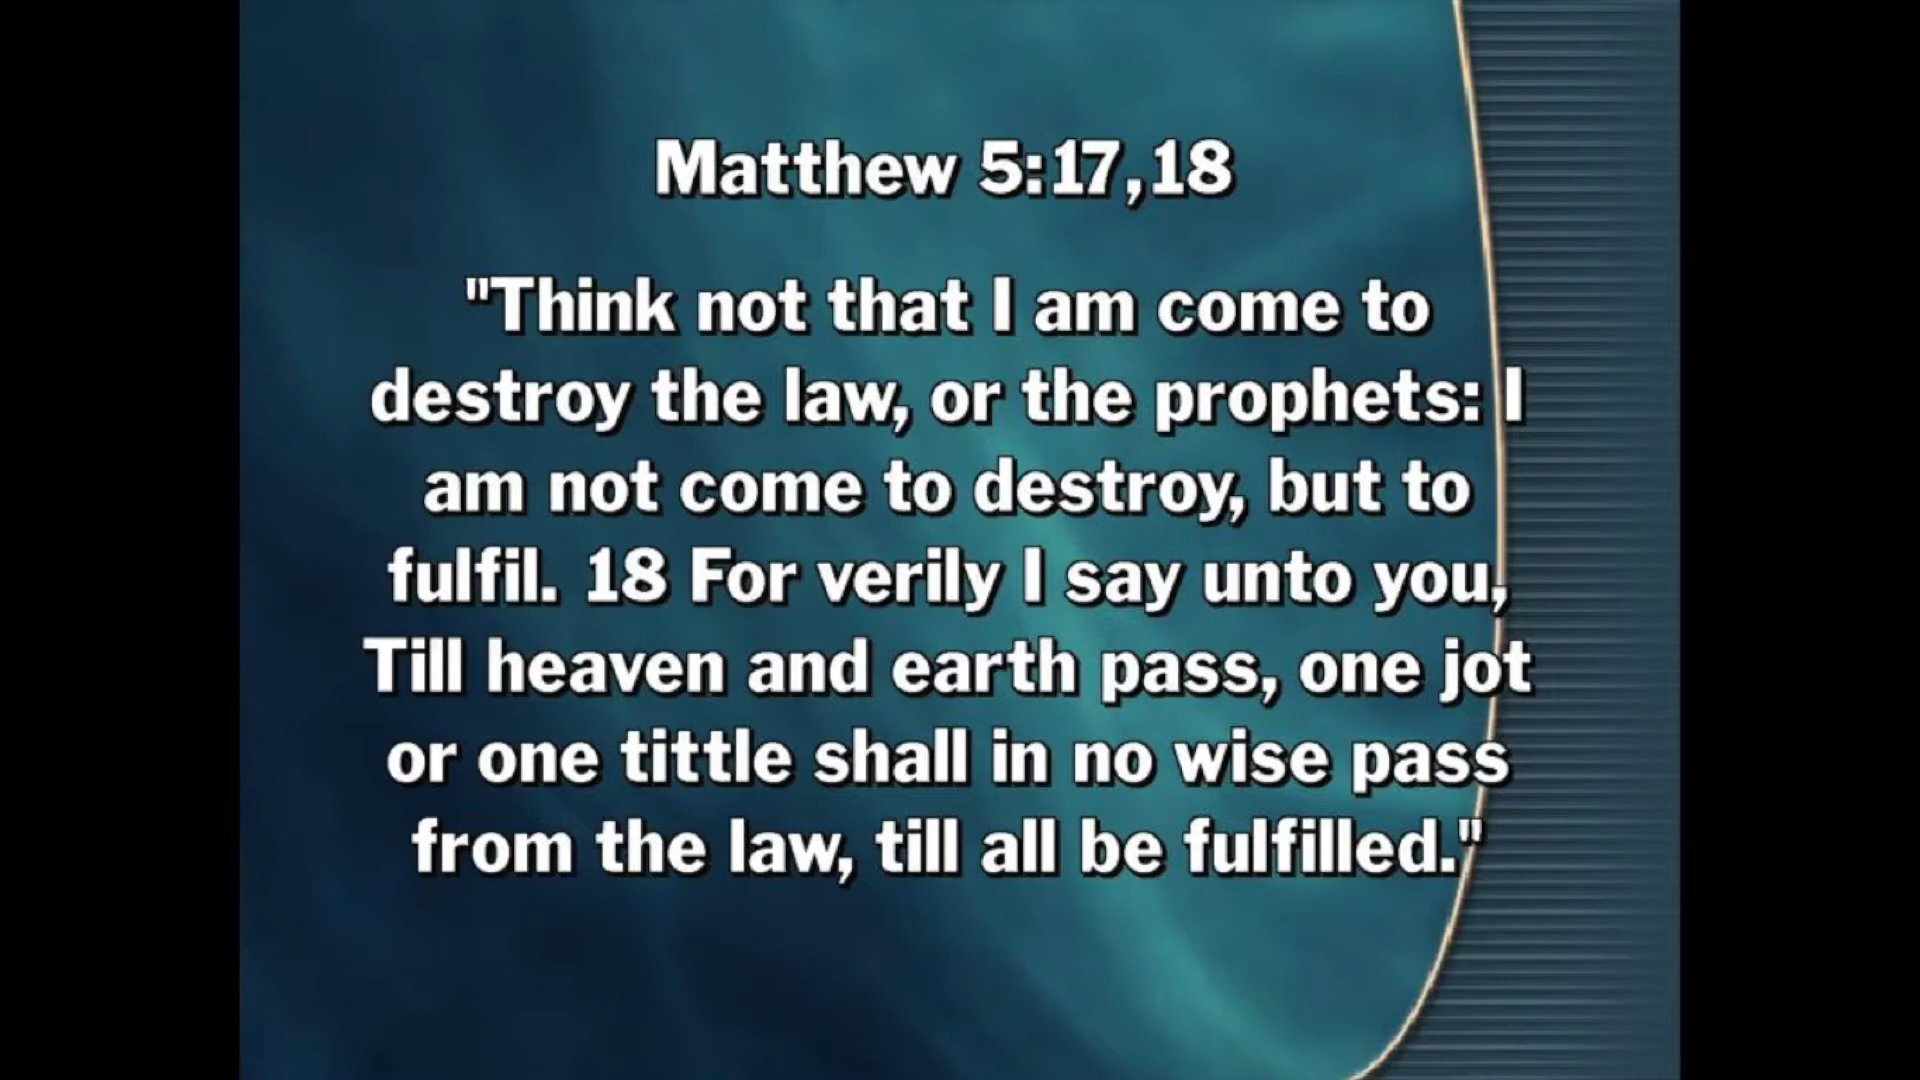 Matthew 5:17,18
"Think not that I am come to
destroy the law, or the prophets: I
am not come to destroy, but to
fulfil. 18 For verily I say unto you,
Till heaven and earth pass, one jot
or one tittle shall in no wise pass
from the law, till all be fulfilled."